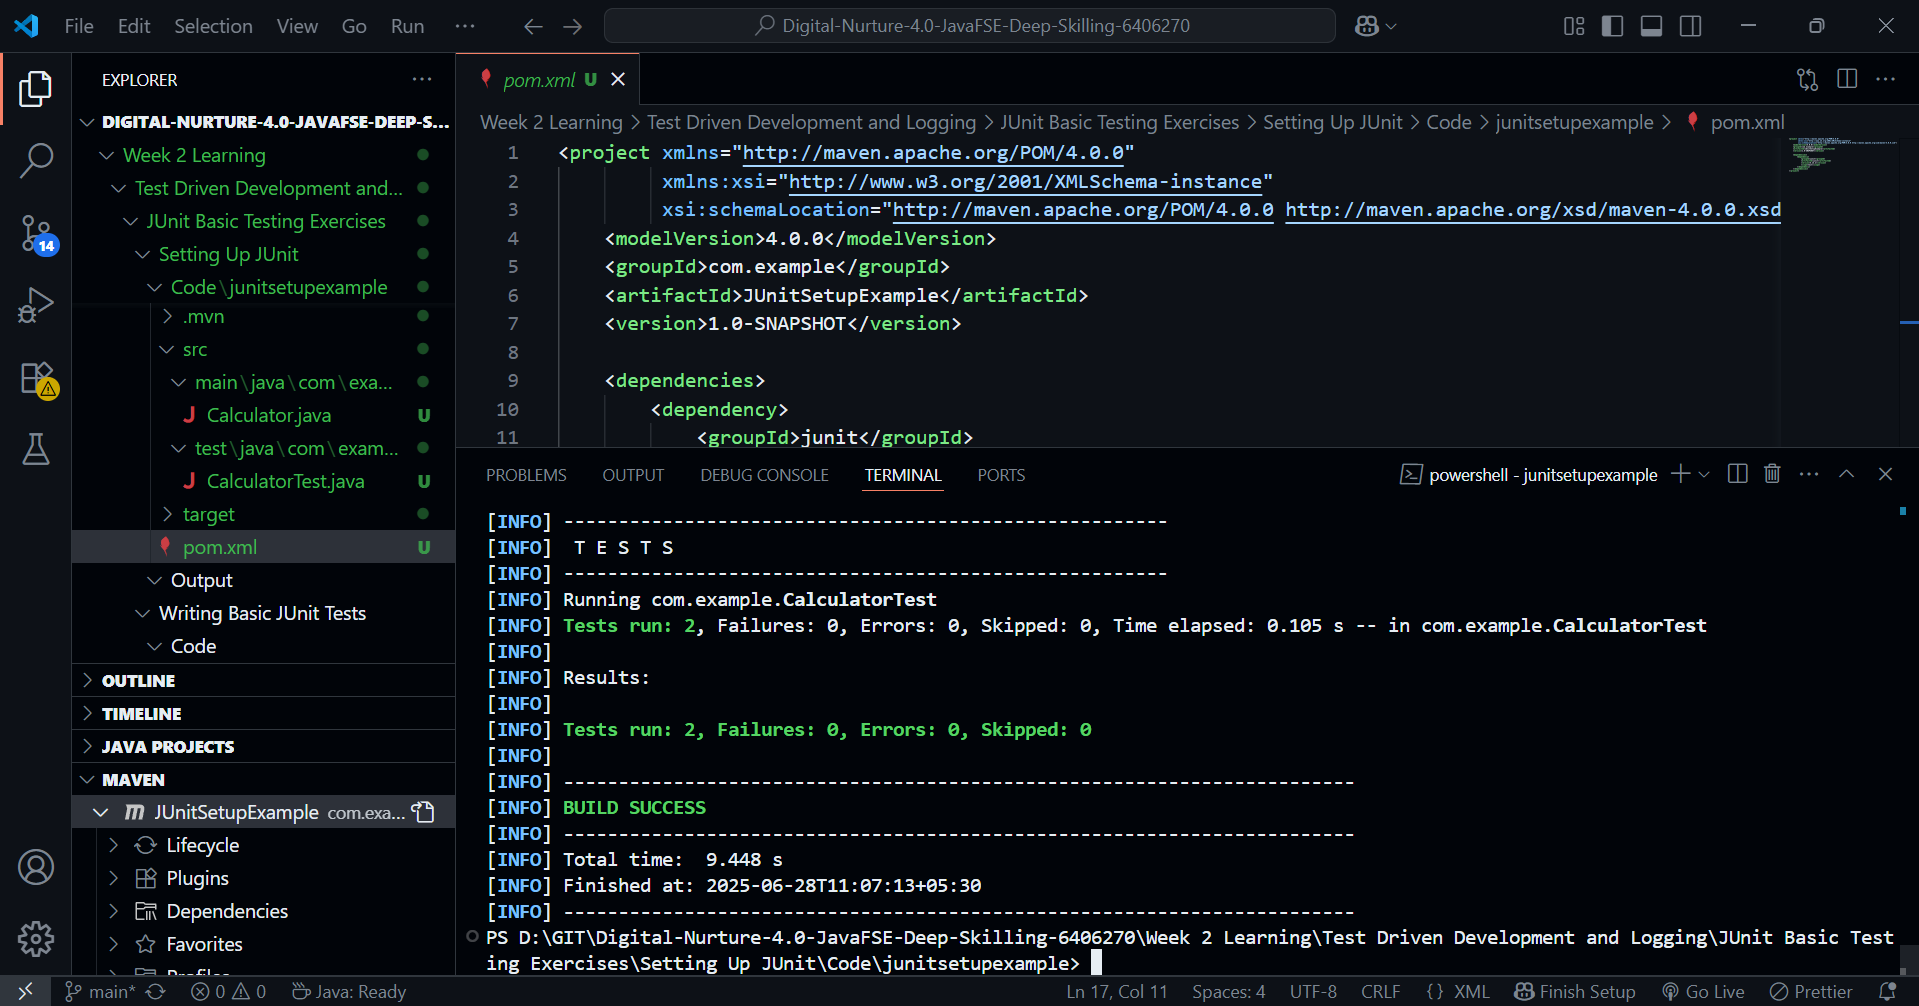 File Edit Selection View Go Run ··· Digital-Nurture-4.0-JavaFSE-Deep-Skilling-6406270
EXPLORER ···
DIGITAL-NURTURE-4.0-JAVAFSE-DEEP-S...
Week 2 Learning
Test Driven Development and...
JUnit Basic Testing Exercises
Setting Up JUnit
Code\junitsetupexample
.mvn
src
main\java\com\exa...
Calculator.java U
test\java\com\exam...
CalculatorTest.java U
target
pom.xml U
Output
Writing Basic JUnit Tests
Code
OUTLINE
TIMELINE
JAVA PROJECTS
MAVEN
JUnitSetupExample com.exa...
Lifecycle
Plugins
Dependencies
Favorites
14
pom.xml U
Week 2 Learning > Test Driven Development and Logging > JUnit Basic Testing Exercises > Setting Up JUnit > Code > junitsetupexample > pom.xml
1 <project xmlns="http://maven.apache.org/POM/4.0.0"
2 xmlns:xsi="http://www.w3.org/2001/XMLSchema-instance"
3 xsi:schemaLocation="http://maven.apache.org/POM/4.0.0 http://maven.apache.org/xsd/maven-4.0.0.xsd
4 <modelVersion>4.0.0</modelVersion>
5 <groupId>com.example</groupId>
6 <artifactId>JUnitSetupExample</artifactId>
7 <version>1.0-SNAPSHOT</version>
8
9 <dependencies>
10 <dependency>
11 <groupId>junit</groupId>
PROBLEMS OUTPUT DEBUG CONSOLE TERMINAL PORTS powershell - junitsetupexample
[INFO] -------------------------------------------------------
[INFO]  T E S T S
[INFO] -------------------------------------------------------
[INFO] Running com.example.CalculatorTest
[INFO] Tests run: 2, Failures: 0, Errors: 0, Skipped: 0, Time elapsed: 0.105 s -- in com.example.CalculatorTest
[INFO]
[INFO] Results:
[INFO]
[INFO] Tests run: 2, Failures: 0, Errors: 0, Skipped: 0
[INFO]
[INFO] ------------------------------------------------------------------------
[INFO] BUILD SUCCESS
[INFO] ------------------------------------------------------------------------
[INFO] Total time:  9.448 s
[INFO] Finished at: 2025-06-28T11:07:13+05:30
[INFO] ------------------------------------------------------------------------
PS D:\GIT\Digital-Nurture-4.0-JavaFSE-Deep-Skilling-6406270\Week 2 Learning\Test Driven Development and Logging\JUnit Basic Test
ing Exercises\Setting Up JUnit\Code\junitsetupexample>
main* 0 0 Java: Ready Ln 17, Col 11 Spaces: 4 UTF-8 CRLF {} XML Finish Setup Go Live Prettier